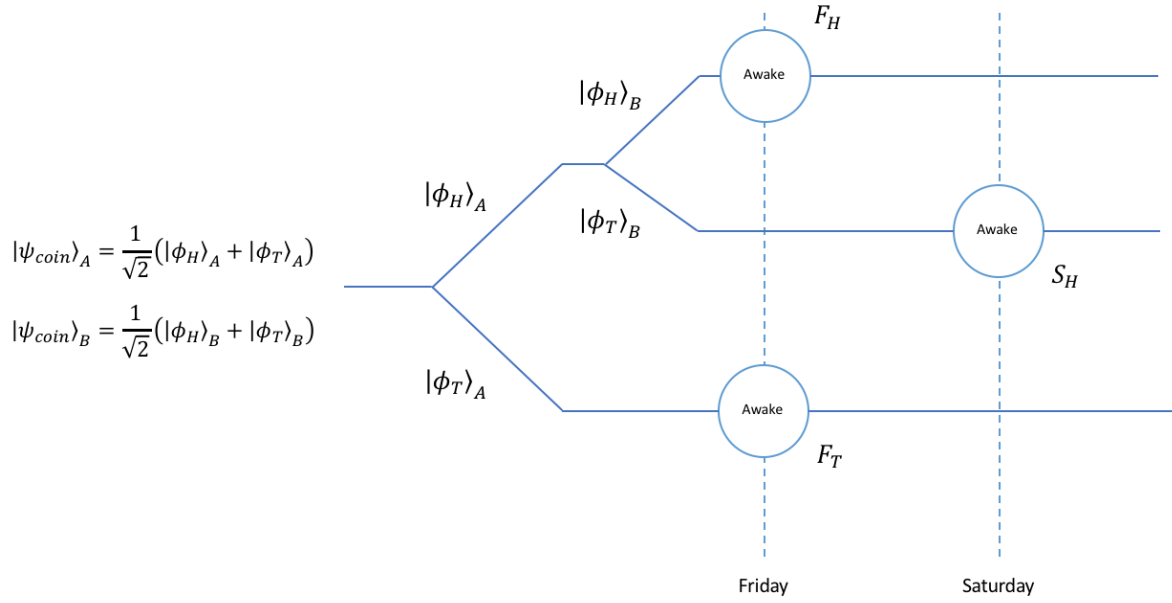 F_H
Awake
|ϕ_H⟩_B
|ϕ_H⟩_A
|ϕ_T⟩_B
Awake
S_H
|ψ_coin⟩_A = 1/√2 (|ϕ_H⟩_A + |ϕ_T⟩_A)
|ψ_coin⟩_B = 1/√2 (|ϕ_H⟩_B + |ϕ_T⟩_B)
|ϕ_T⟩_A
Awake
F_T
Friday
Saturday